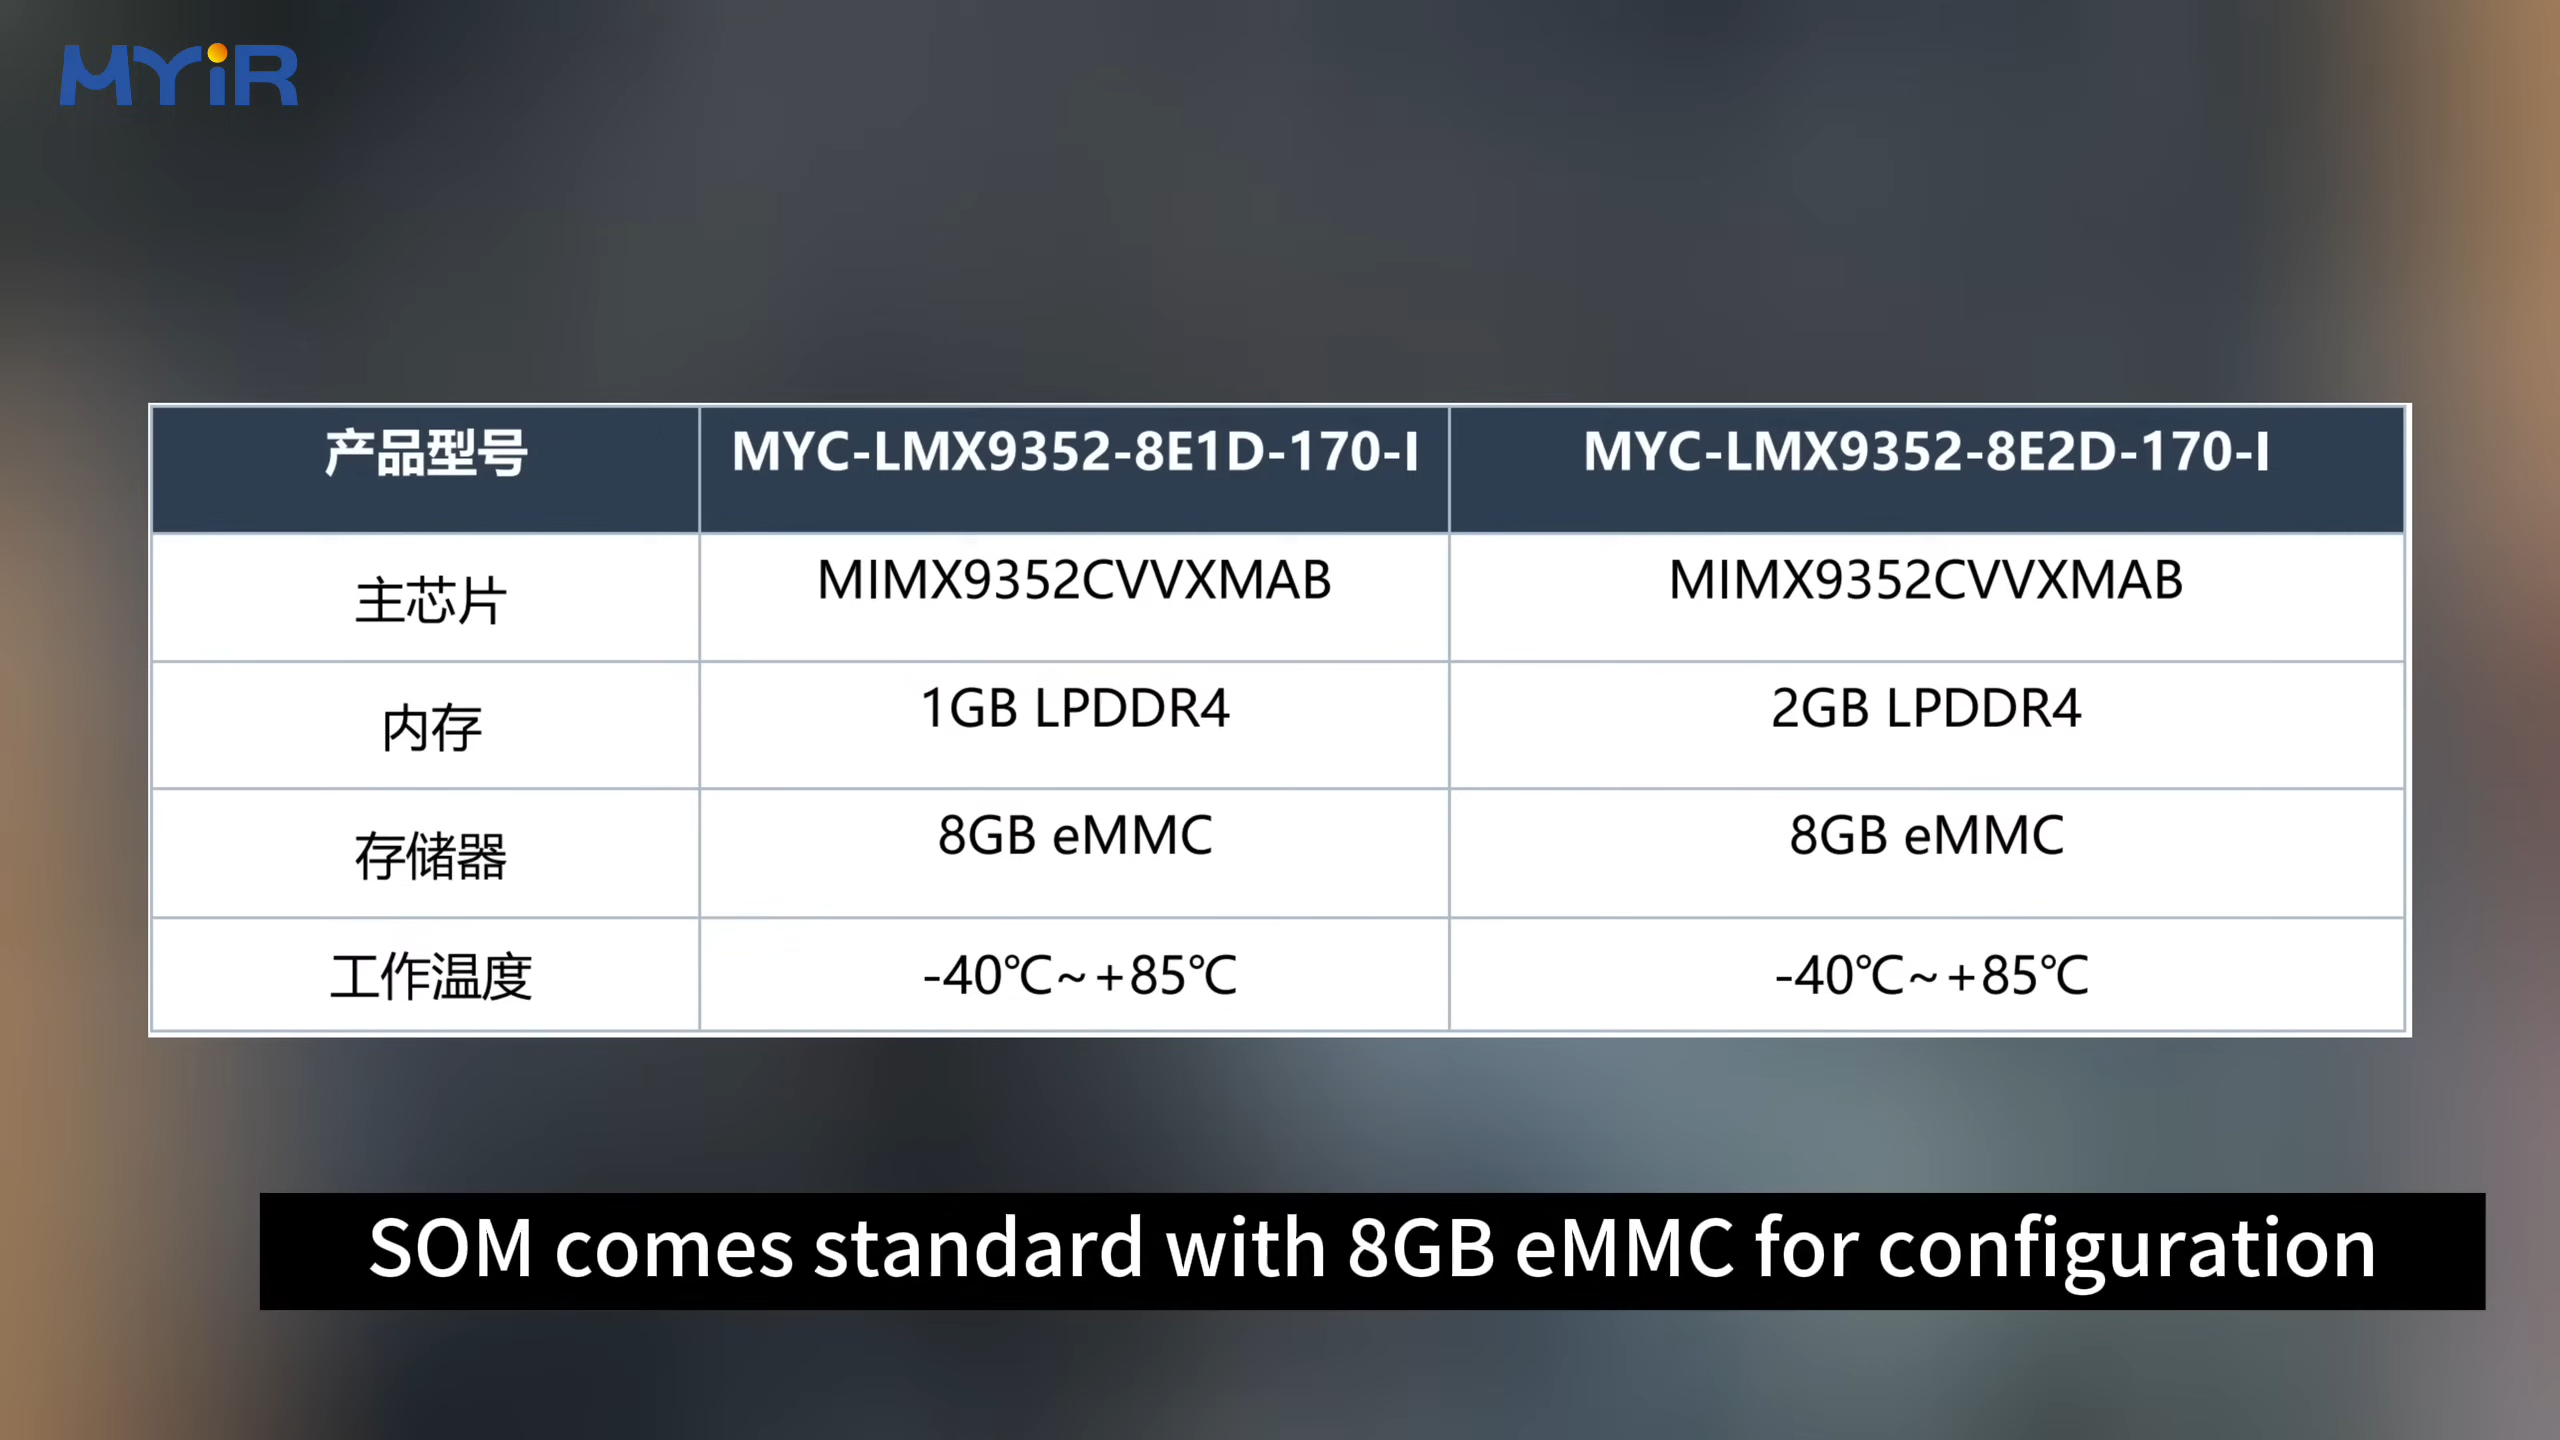 MYiR
产品型号 MYC-LMX9352-8E1D-170-I MYC-LMX9352-8E2D-170-I
主芯片 MIMX9352CVVXMAB MIMX9352CVVXMAB
内存 1GB LPDDR4 2GB LPDDR4
存储器 8GB eMMC 8GB eMMC
工作温度 -40℃~+85℃ -40℃~+85℃
SOM comes standard with 8GB eMMC for configuration